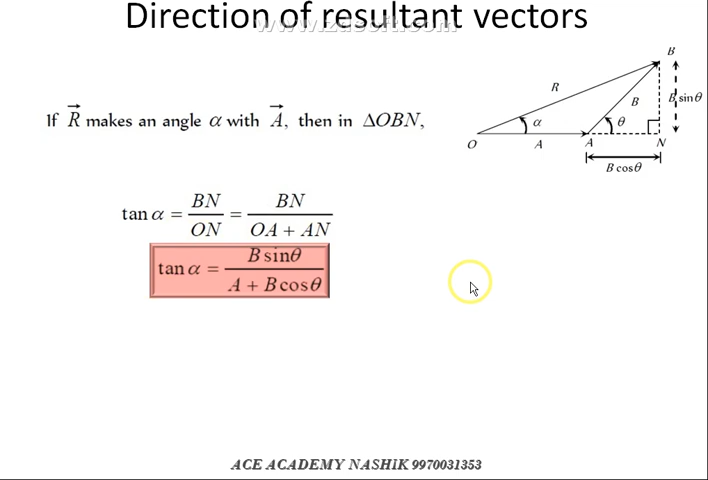 Direction of resultant vectors
If R⃗ makes an angle α with A⃗, then in ΔOBN,
B
R
B
B sinθ
α
θ
O
A
A
N
B cosθ
tan α = BN/ON = BN/(OA + AN)
tan α = B sinθ/(A + B cosθ)
ACE ACADEMY NASHIK 9970031353